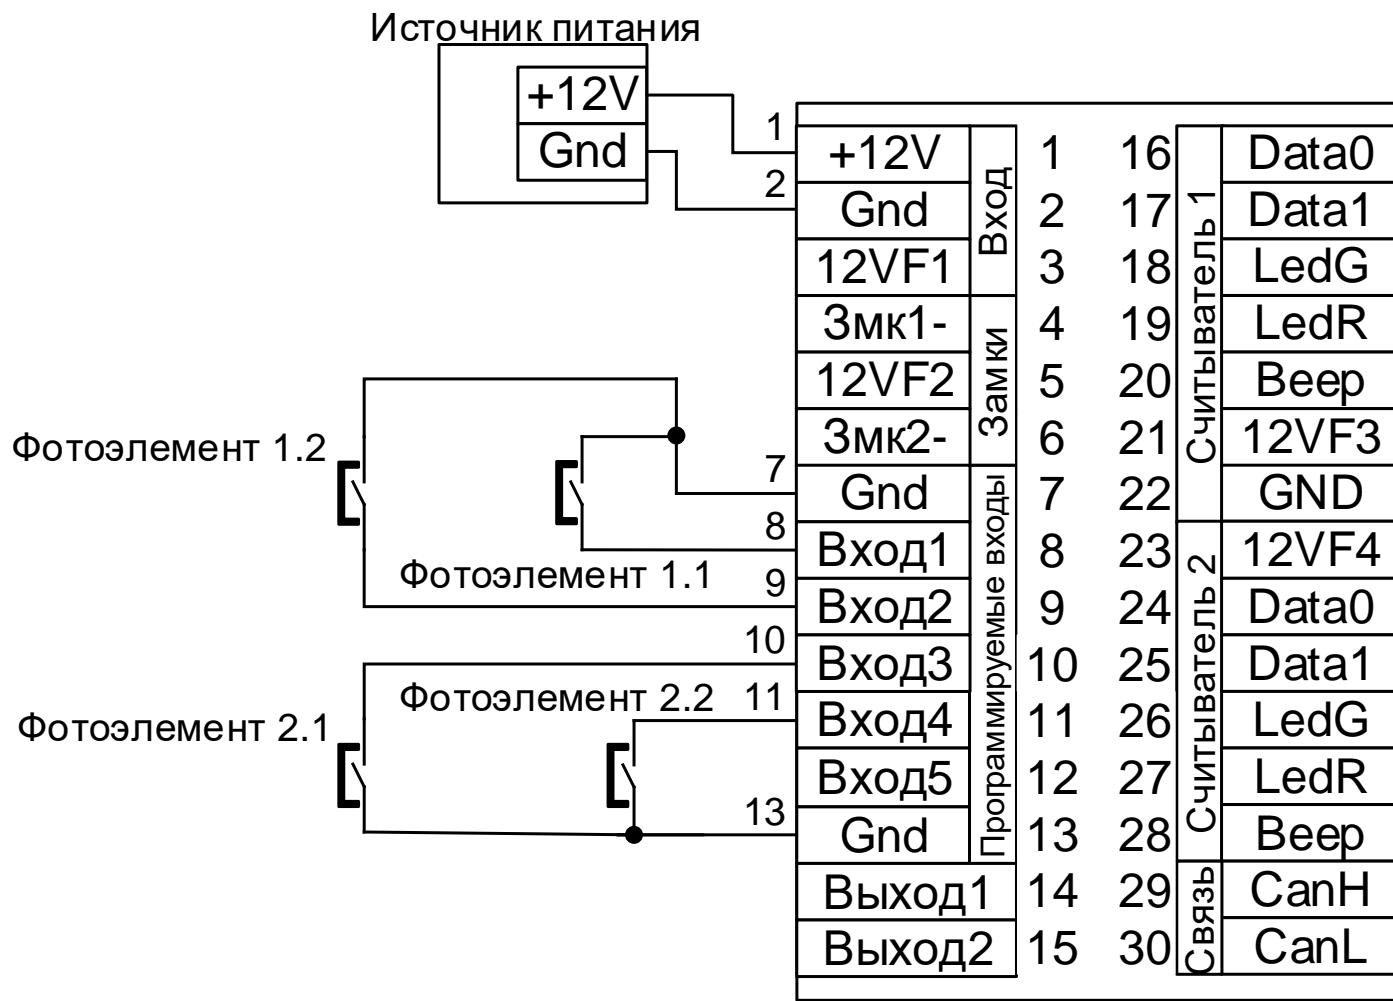 Источник питания
+12V
Gnd
1
2
7
8
9
10
11
13
Фотоэлемент 1.2
Фотоэлемент 1.1
Фотоэлемент 2.2
Фотоэлемент 2.1
+12V 1 16 Data0
Gnd 2 17 Data1
12VF1 3 18 LedG
Змк1- 4 19 LedR
12VF2 5 20 Beep
Змк2- 6 21 12VF3
Gnd 7 22 GND
Вход1 8 23 12VF4
Вход2 9 24 Data0
Вход3 10 25 Data1
Вход4 11 26 LedG
Вход5 12 27 LedR
Gnd 13 28 Beep
Выход1 14 29 CanH
Выход2 15 30 CanL
Вход
Замки
Программируемые входы
Считыватель 1
Считыватель 2
Связь